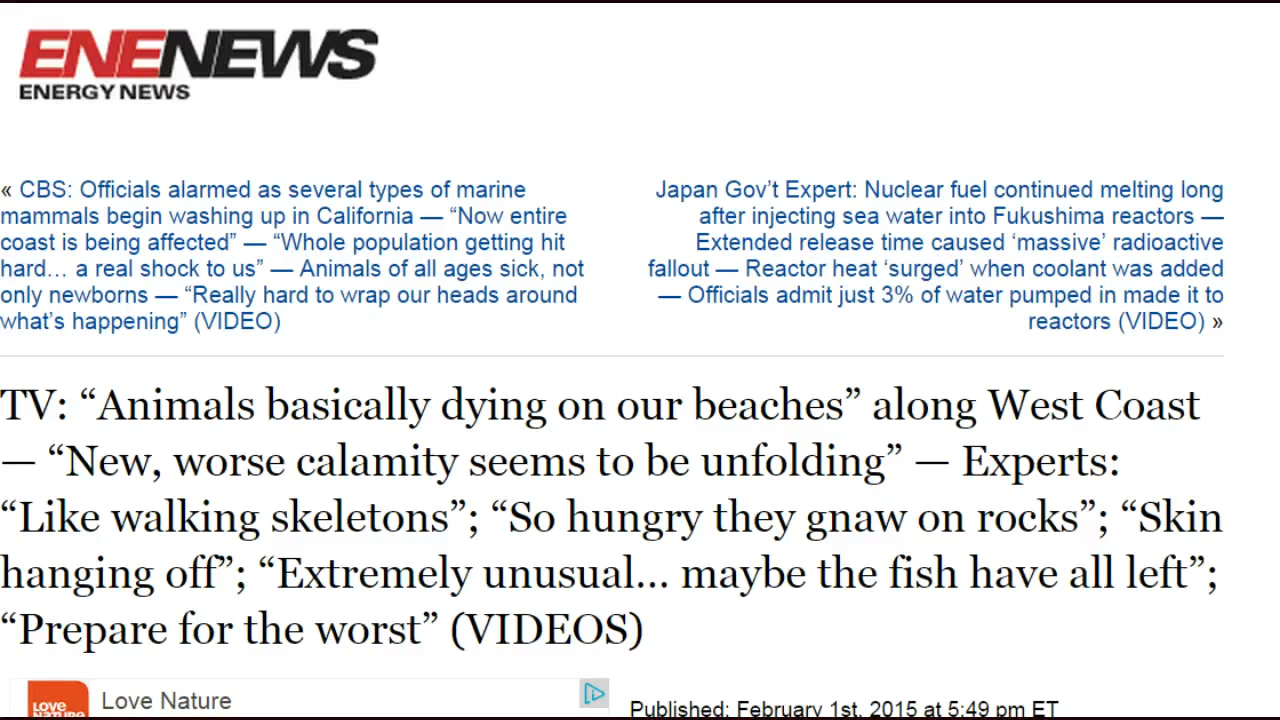 ENENEWS
ENERGY NEWS
« CBS: Officials alarmed as several types of marine
mammals begin washing up in California — “Now entire
coast is being affected” — “Whole population getting hit
hard… a real shock to us” — Animals of all ages sick, not
only newborns — “Really hard to wrap our heads around
what’s happening” (VIDEO)
Japan Gov’t Expert: Nuclear fuel continued melting long
after injecting sea water into Fukushima reactors —
Extended release time caused ‘massive’ radioactive
fallout — Reactor heat ‘surged’ when coolant was added
— Officials admit just 3% of water pumped in made it to
reactors (VIDEO) »
TV: “Animals basically dying on our beaches” along West Coast
— “New, worse calamity seems to be unfolding” — Experts:
“Like walking skeletons”; “So hungry they gnaw on rocks”; “Skin
hanging off”; “Extremely unusual… maybe the fish have all left”;
“Prepare for the worst” (VIDEOS)
LOVE
NATURE
Love Nature
Published: February 1st, 2015 at 5:49 pm ET